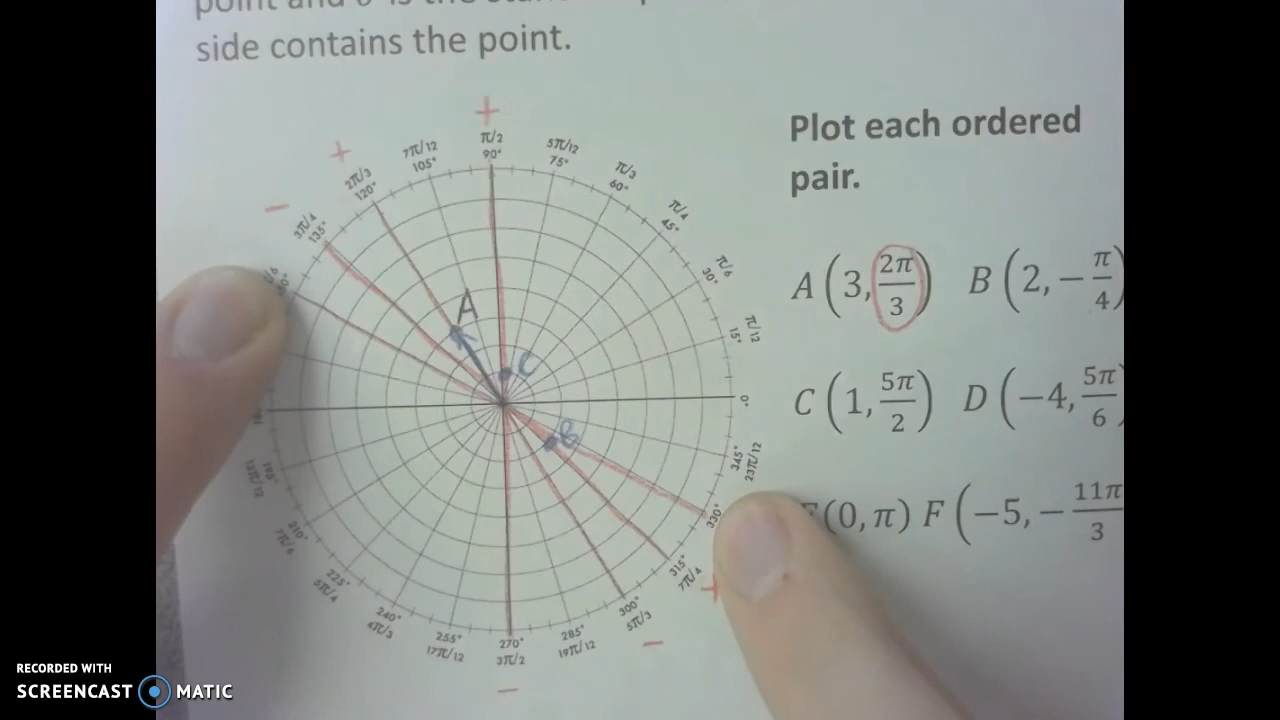 side contains the point.
Plot each ordered
pair.
A(3, 2π/3) B(2, -π/4)
C(1, 5π/2) D(-4, 5π/6)
(0, π) F(-5, -11π/3
+
π/2
90°
5π/12
75°
π/3
60°
π/4
45°
π/6
30°
π/12
15°
0°
345°
23π/12
330°
315°
7π/4
+
300°
5π/3
-
285°
19π/12
270°
3π/2
-
255°
17π/12
240°
4π/3
225°
5π/4
210°
7π/6
195°
13π/12
3π/4
135°
-
2π/3
120°
+
7π/12
105°
A
C
B
RECORDED WITH
SCREENCAST MATIC